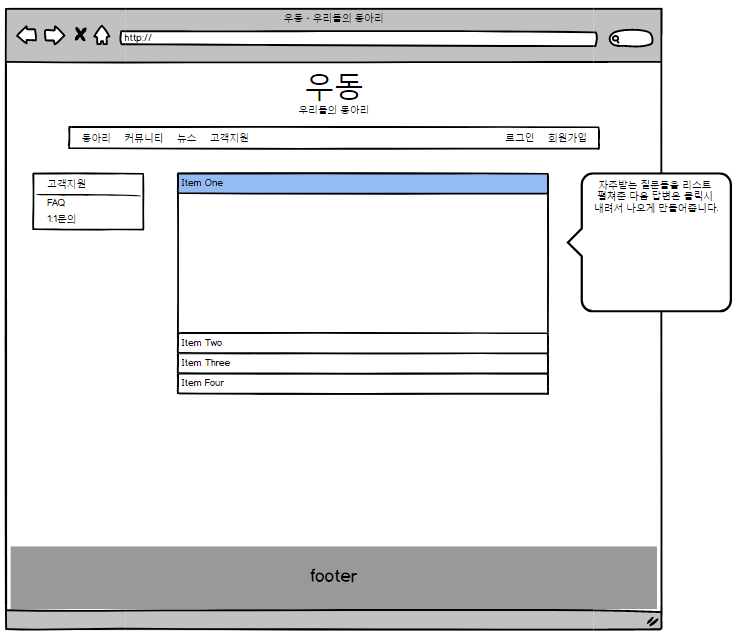 우동 - 우리들의 동아리
http://
우동
우리들의 동아리
동아리 커뮤니티 뉴스 고객지원 로그인 회원가입
고객지원
FAQ
1:1문의
Item One
Item Two
Item Three
Item Four
자주받는 질문들을 리스트
펼쳐준 다음 답변은 클릭시
내려서 나오게 만들어줍니다.
footer